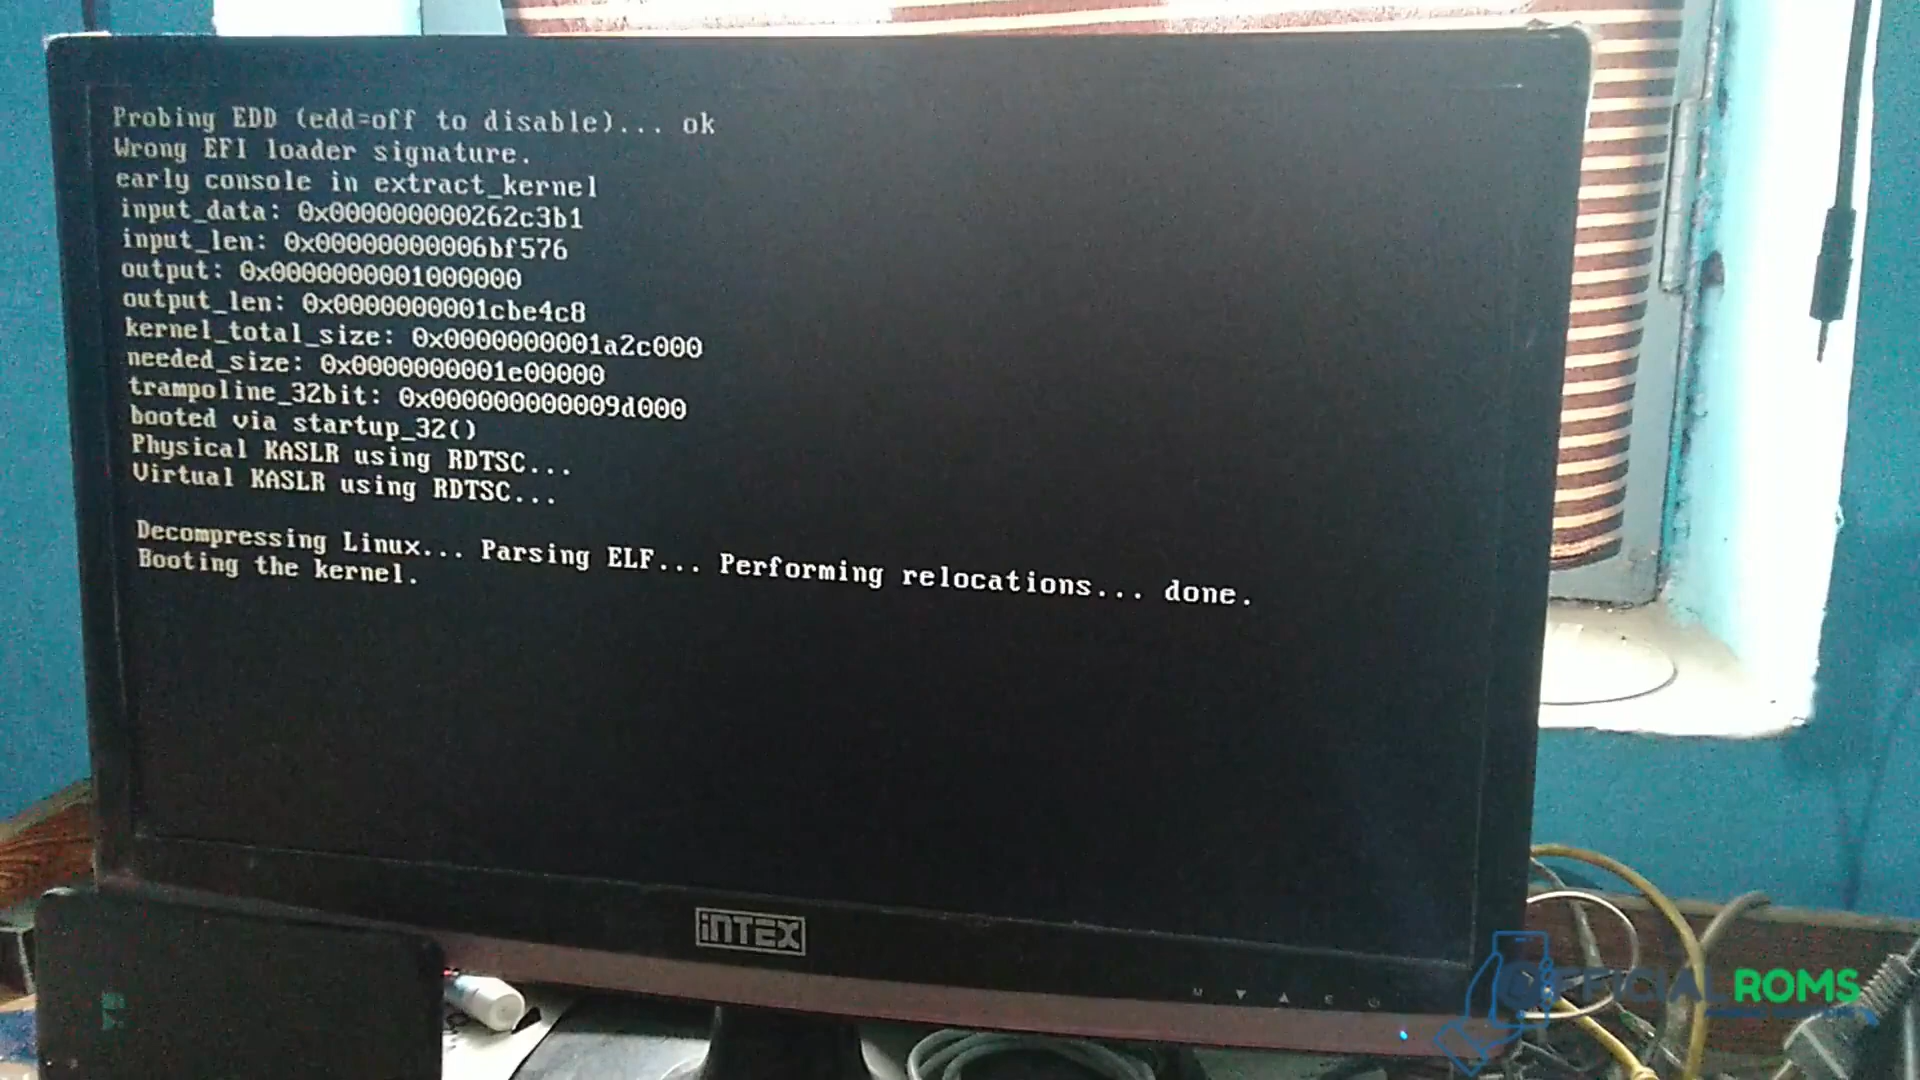 Probing EDD (edd=off to disable)... ok
Wrong EFI loader signature.
early console in extract_kernel
input_data: 0x000000000262c3b1
input_len: 0x00000000006bf576
output: 0x0000000001000000
output_len: 0x0000000001cbe4c8
kernel_total_size: 0x0000000001a2c000
needed_size: 0x0000000001e00000
trampoline_32bit: 0x000000000009d000
booted via startup_32()
Physical KASLR using RDTSC...
Virtual KASLR using RDTSC...
Decompressing Linux... Parsing ELF... Performing relocations... done.
Booting the kernel.
INTEX
OFFICIAL ROMS